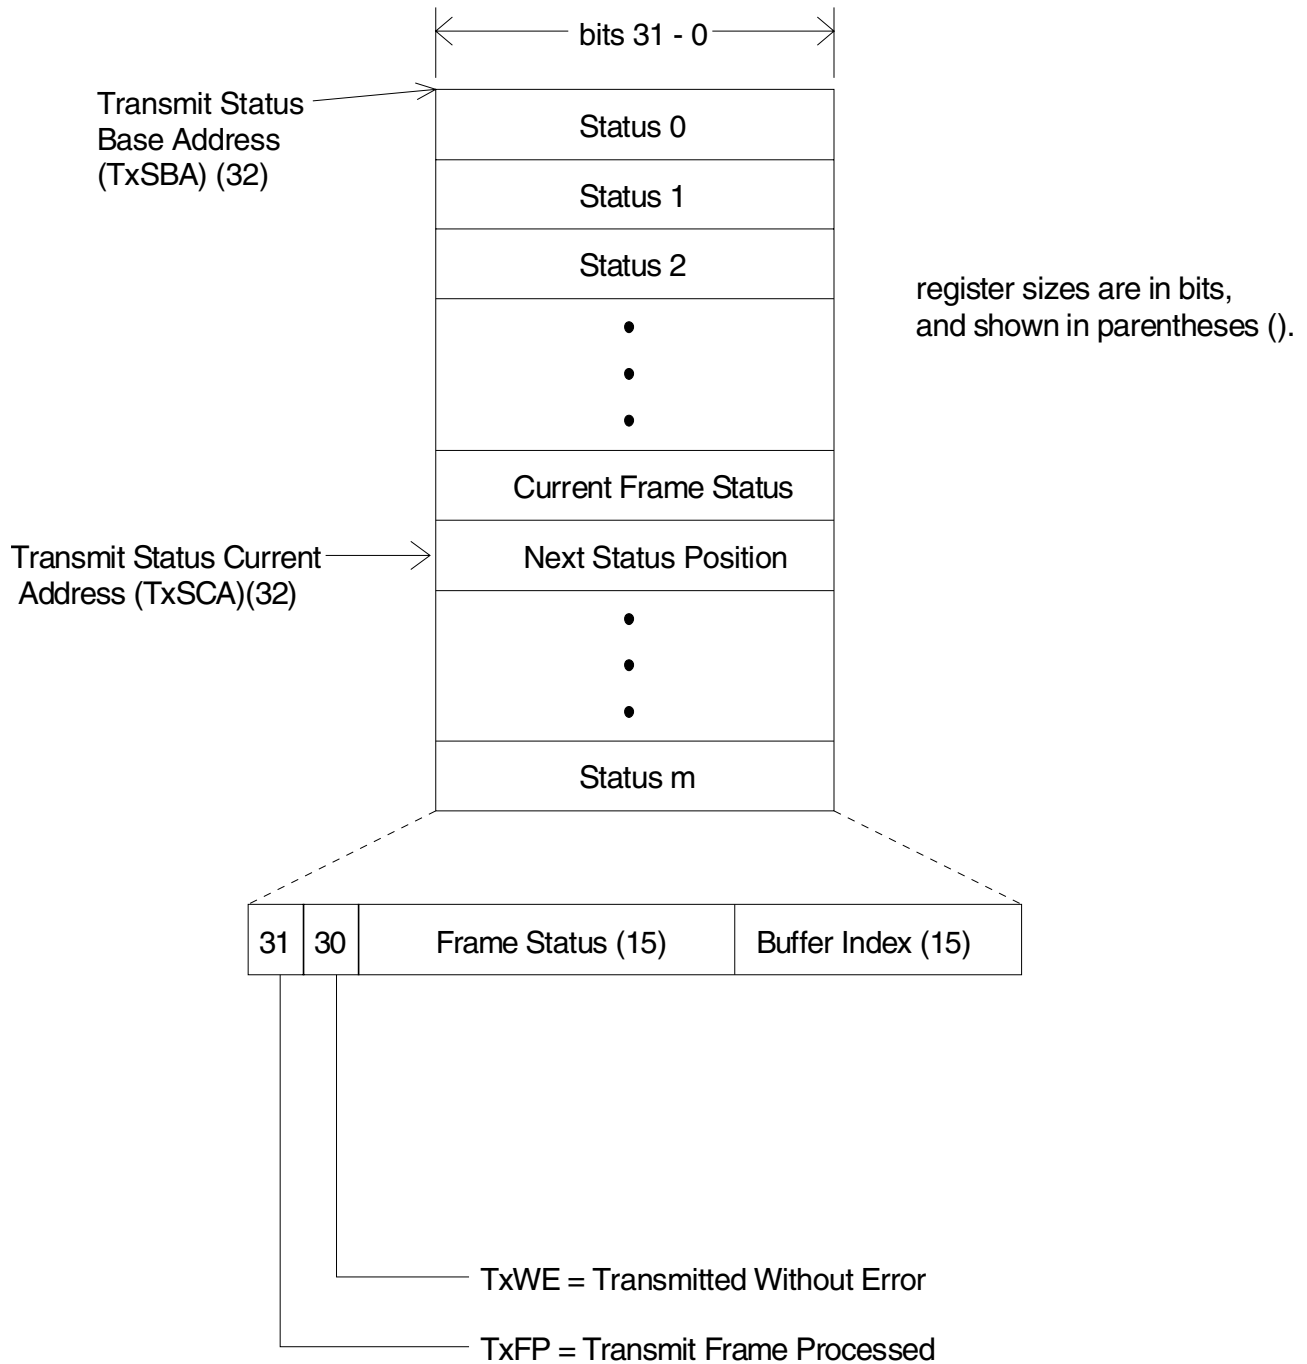 bits 31 - 0
Transmit Status
Base Address
(TxSBA) (32)
Status 0
Status 1
Status 2
register sizes are in bits,
and shown in parentheses ().
Current Frame Status
Transmit Status Current
Address (TxSCA)(32)
Next Status Position
Status m
31
30
Frame Status (15)
Buffer Index (15)
TxWE = Transmitted Without Error
TxFP = Transmit Frame Processed